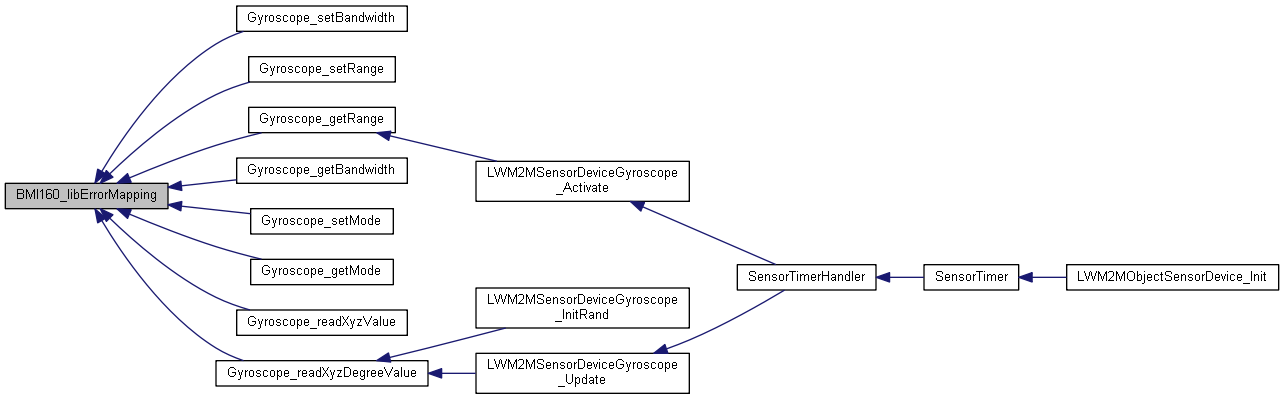 Gyroscope_setBandwidth
Gyroscope_setRange
Gyroscope_getRange
Gyroscope_getBandwidth
LWM2MSensorDeviceGyroscope
_Activate
BMI160_libErrorMapping
Gyroscope_setMode
Gyroscope_getMode
SensorTimerHandler
SensorTimer
LWM2MObjectSensorDevice_Init
LWM2MSensorDeviceGyroscope
_InitRand
Gyroscope_readXyzValue
Gyroscope_readXyzDegreeValue
LWM2MSensorDeviceGyroscope
_Update